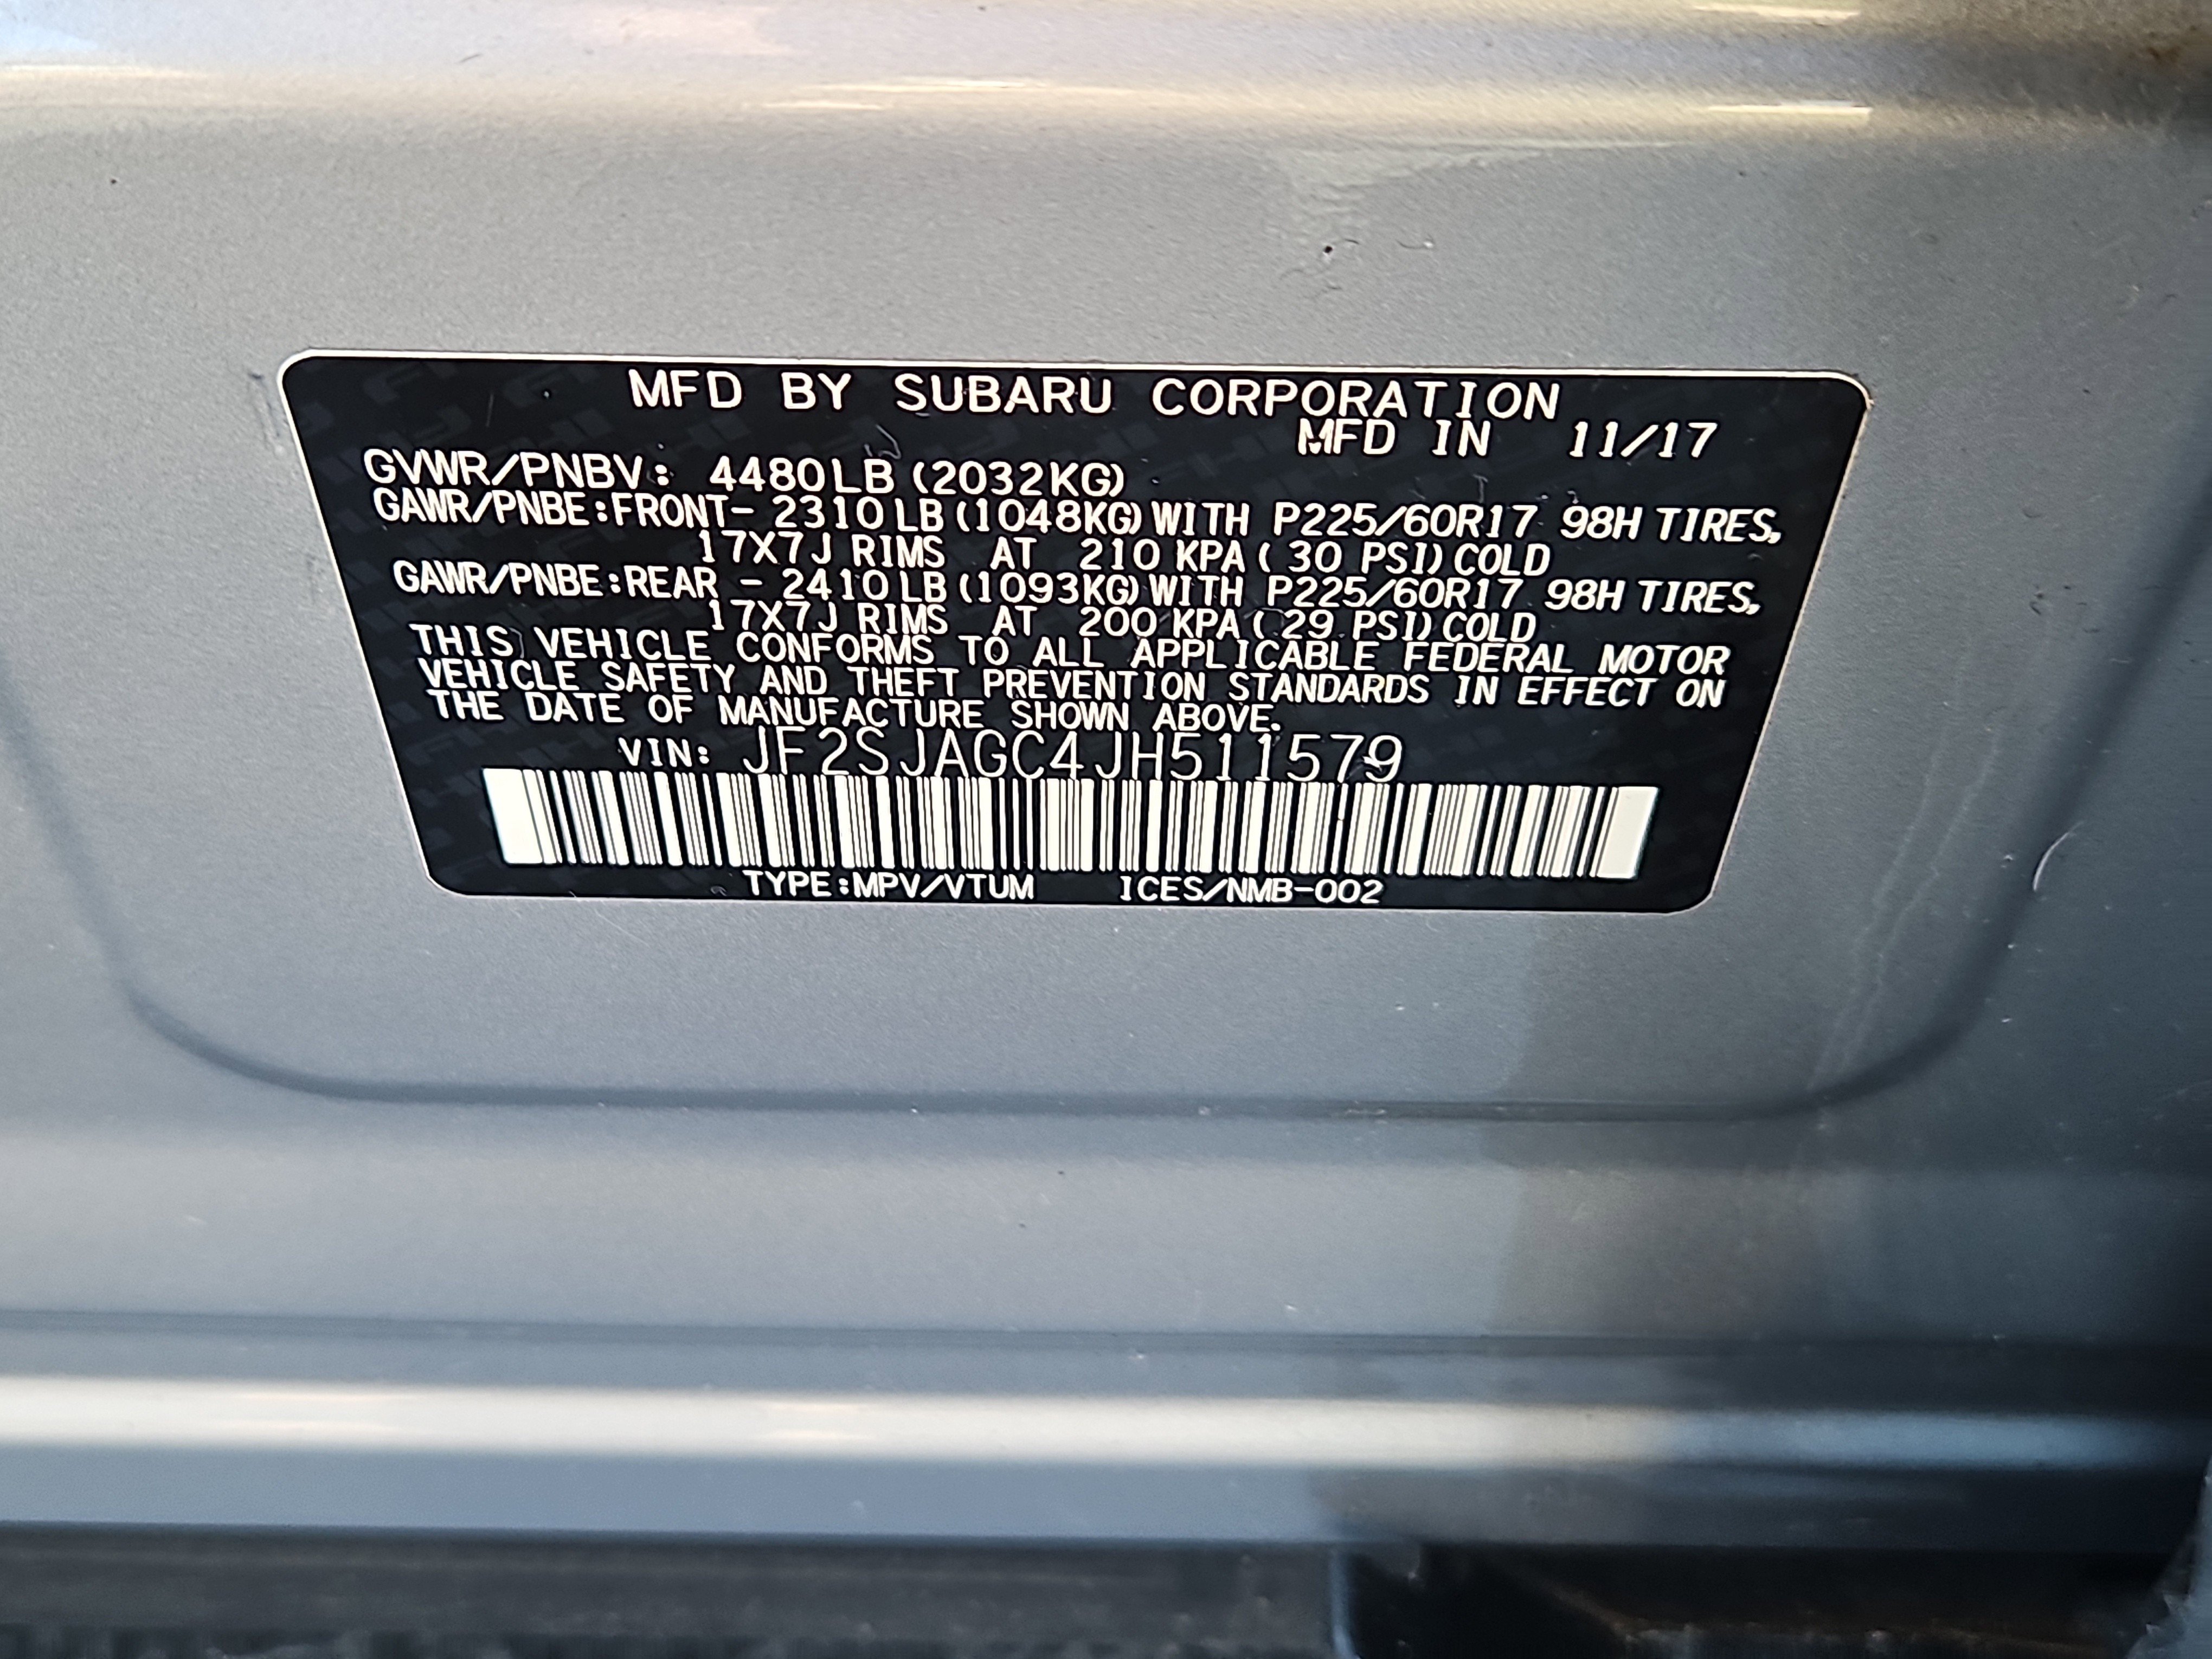 MFD BY SUBARU CORPORATION
MFD IN 11/17
GVWR/PNBV: 4480LB (2032KG)
GAWR/PNBE:FRONT- 2310LB (1048KG) WITH P225/60R17 98H TIRES,
17X7J RIMS AT 210 KPA ( 30 PSI) COLD
GAWR/PNBE:REAR - 2410LB (1093KG) WITH P225/60R17 98H TIRES,
17X7J RIMS AT 200 KPA ( 29 PSI) COLD
THIS VEHICLE CONFORMS TO ALL APPLICABLE FEDERAL MOTOR
VEHICLE SAFETY AND THEFT PREVENTION STANDARDS IN EFFECT ON
THE DATE OF MANUFACTURE SHOWN ABOVE.
VIN: JF2SJAGC4JH511579
TYPE:MPV/VTUM ICES/NMB-002